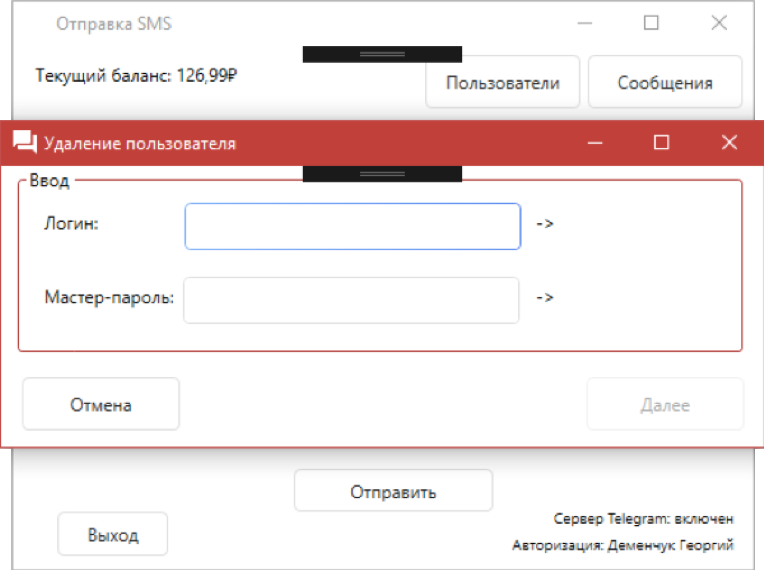 Отправка SMS
Текущий баланс: 126,99₽
Пользователи
Сообщения
Удаление пользователя
Ввод
Логин:
->
Мастер-пароль:
->
Отмена
Далее
Отправить
Сервер Telegram: включен
Выход
Авторизация: Деменчук Георгий